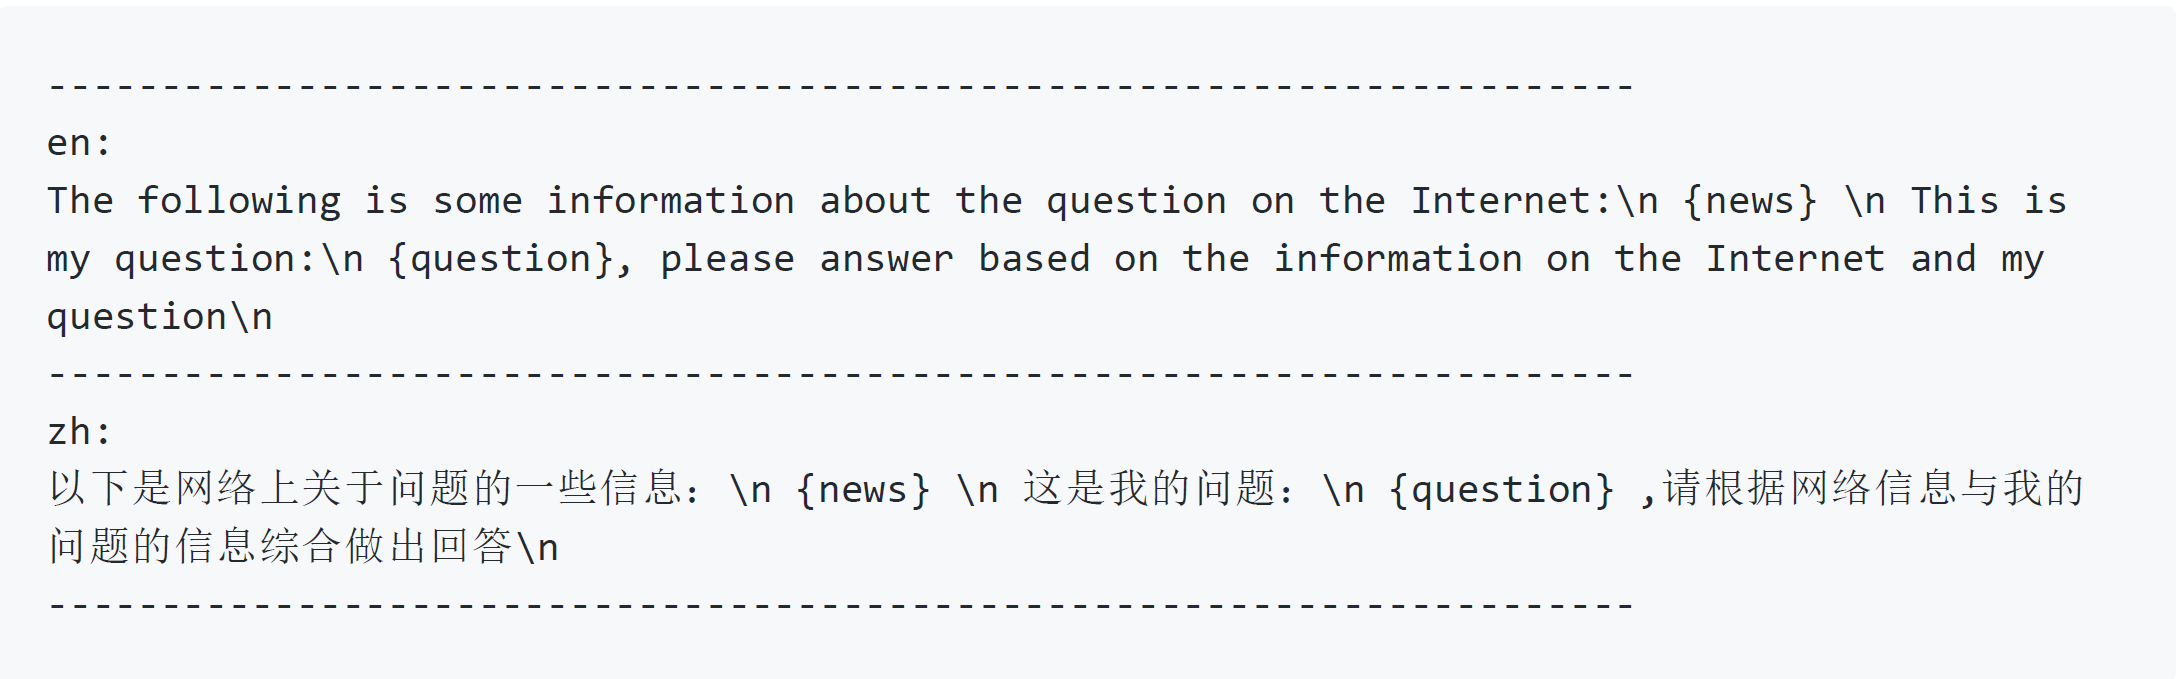 -----------------------------------------------------------------------
en:
The following is some information about the question on the Internet:\n {news} \n This is
my question:\n {question}, please answer based on the information on the Internet and my
question\n
-----------------------------------------------------------------------
zh:
以下是网络上关于问题的一些信息：\n {news} \n 这是我的问题：\n {question} ,请根据网络信息与我的
问题的信息综合做出回答\n
-----------------------------------------------------------------------